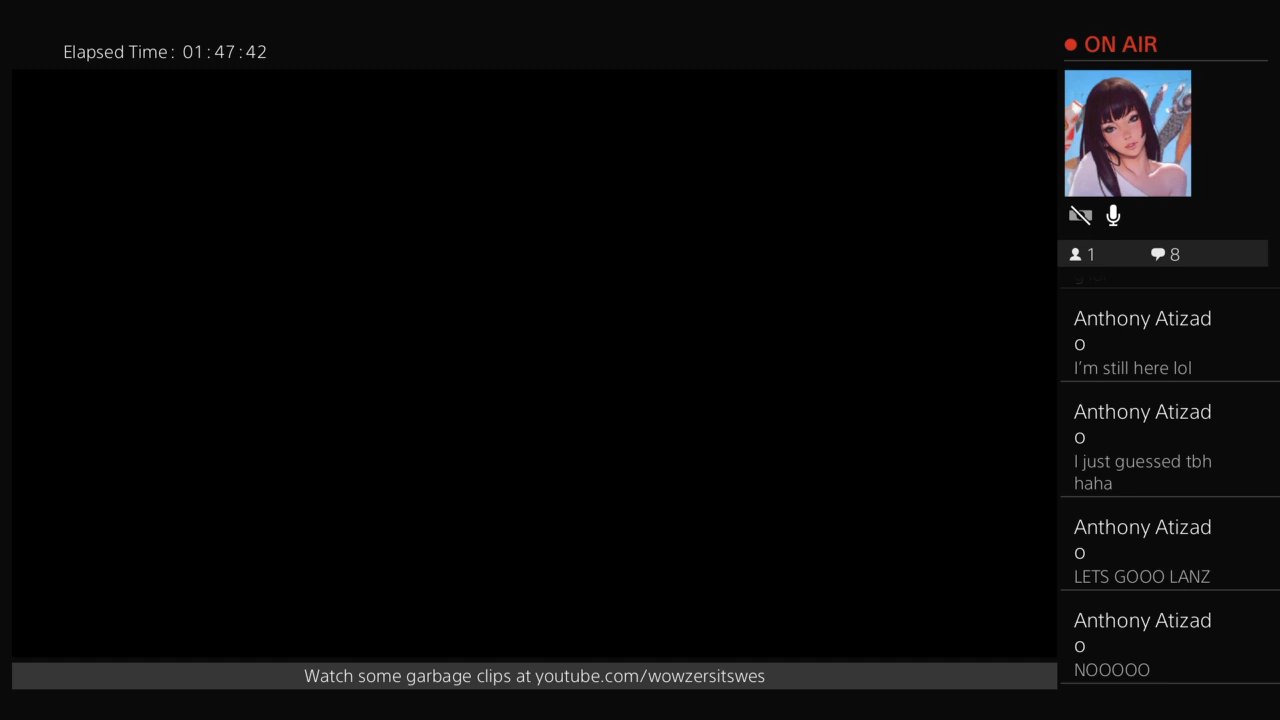 Elapsed Time: 01:47:42
ON AIR
1 8
Anthony Atizad
o
I'm still here lol
Anthony Atizad
o
I just guessed tbh
haha
Anthony Atizad
o
LETS GOOO LANZ
Anthony Atizad
o
NOOOOO
Watch some garbage clips at youtube.com/wowzersitswes